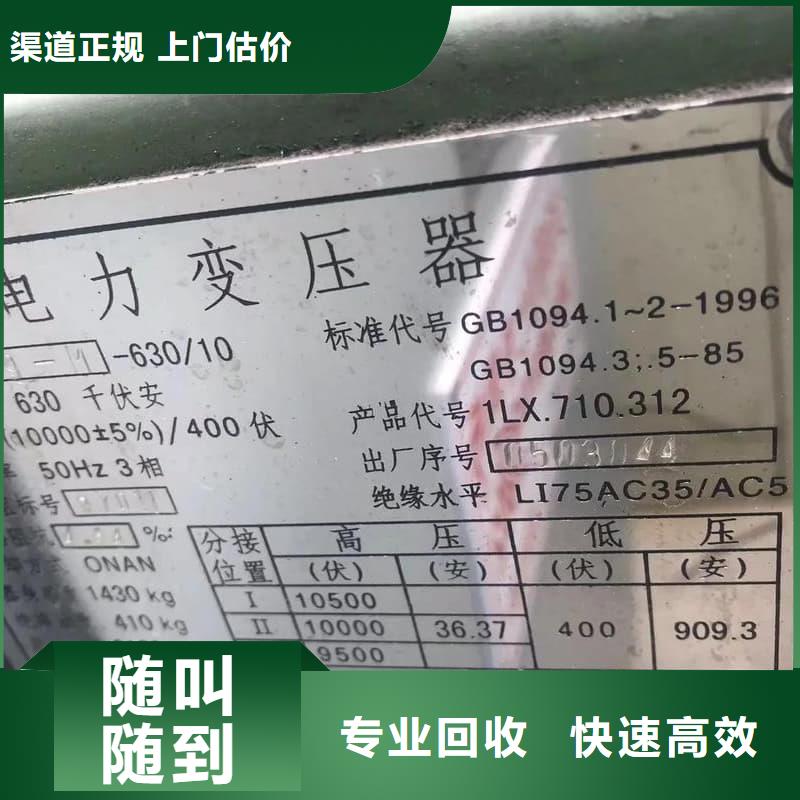 渠道正规 上门估价
电力变压器
-630/10
标准代号 GB1094.1~2-1996
GB1094.3;.5-85
630 千伏安
产品代号 1LX.710.312
(10000±5%)/400 伏
出厂序号 0503044
50Hz 3相
绝缘水平 LI75AC35/AC5
标号
%:
ONAN
1430 kg
410 kg
分接位置 高压 低压
(伏) (安) (伏) (安)
I 10500
II 10000 36.37 400 909.3
9500
随叫
随到
专业回收 快速高效